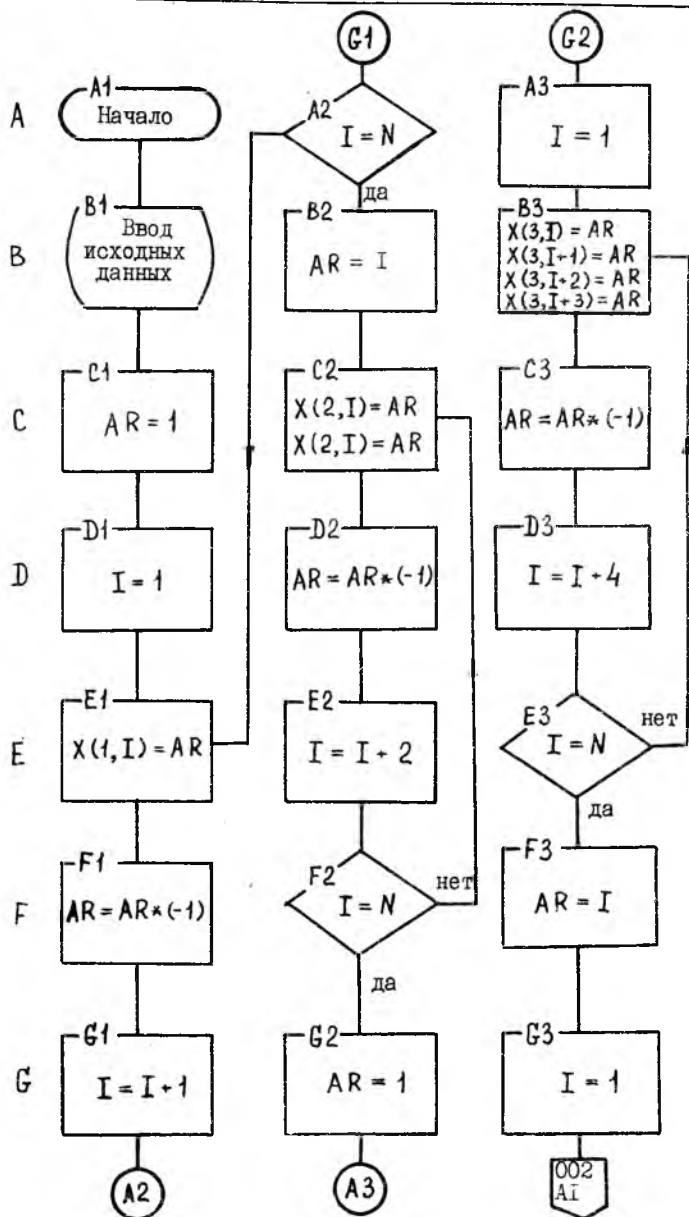 A
B
C
D
E
F
G
A1
Начало
B1
Ввод
исходных
данных
C1
AR = 1
D1
I = 1
E1
X(1,I) = AR
F1
AR = AR*(-1)
G1
I = I+1
A2
G1
A2
I = N
да
B2
AR = I
C2
X(2,I) = AR
X(2,I) = AR
D2
AR = AR*(-1)
E2
I = I + 2
F2
I = N
нет
да
G2
AR = 1
A3
G2
A3
I = 1
B3
X(3,I) = AR
X(3,I+1) = AR
X(3,I+2) = AR
X(3,I+3) = AR
C3
AR = AR*(-1)
D3
I = I + 4
E3
I = N
нет
да
F3
AR = I
G3
I = 1
002
AI